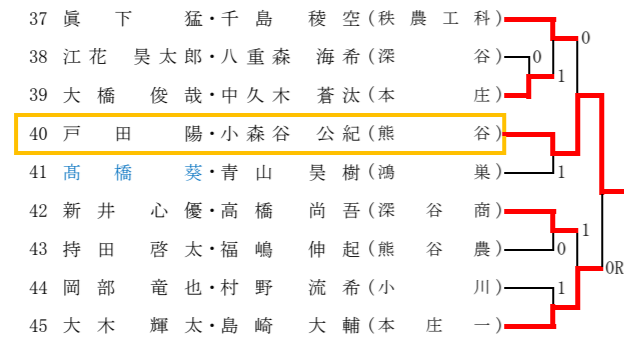 37 眞下 猛・千島 稜空(秩農工科) 0
38 江花 昊太郎・八重森 海希(深谷) 0
39 大橋 俊哉・中久木 蒼汰(本庄) 1
40 戸田 陽・小森谷 公紀(熊谷)
41 髙橋 葵・青山 昊樹(鴻巣) 1
42 新井 心優・高橋 尚吾(深谷商) 1
43 持田 啓太・福嶋 伸起(熊谷農) 0
0R
44 岡部 竜也・村野 流希(小川) 1
45 大木 輝太・島崎 大輔(本庄一)